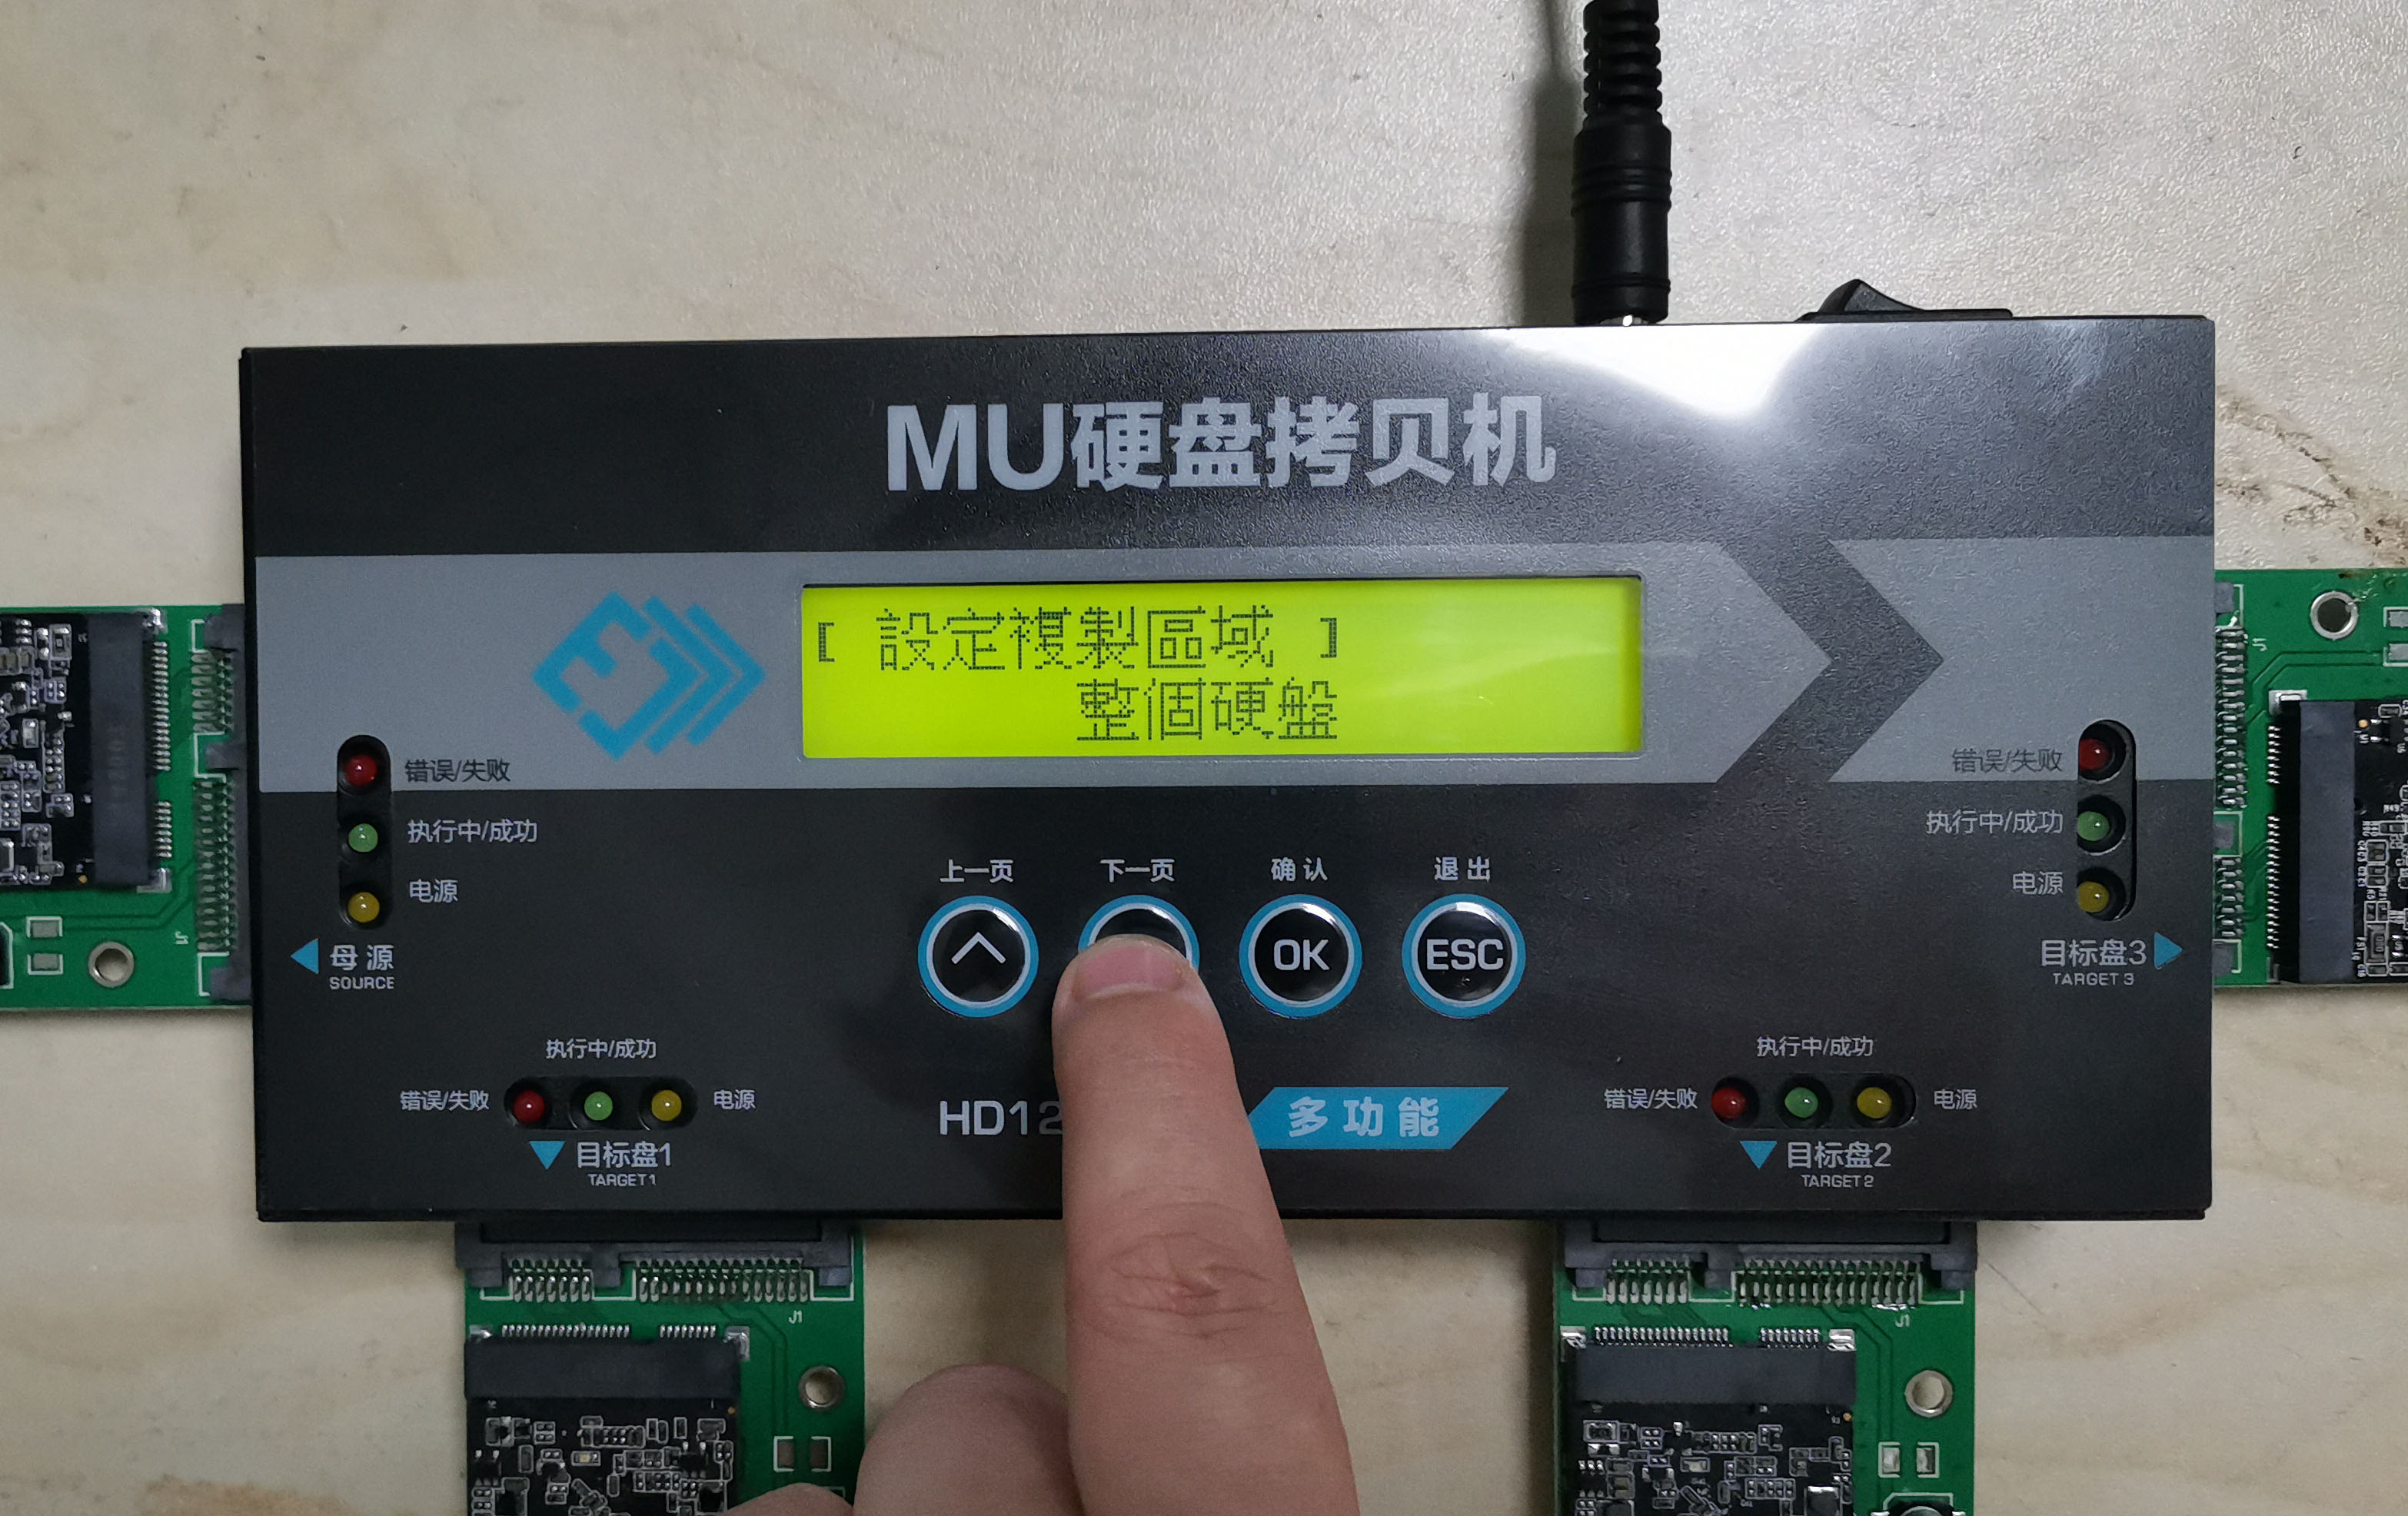 MU硬盘拷贝机
[ 設定複製區域 ]
整個硬盤
错误/失败
执行中/成功
电源
母源
SOURCE
错误/失败
执行中/成功
电源
目标盘3
TARGET 3
上一页
下一页
确认
退出
OK
ESC
执行中/成功
错误/失败
电源
目标盘1
TARGET 1
HD12
多功能
执行中/成功
错误/失败
电源
目标盘2
TARGET 2
J1
J1
J1
J1